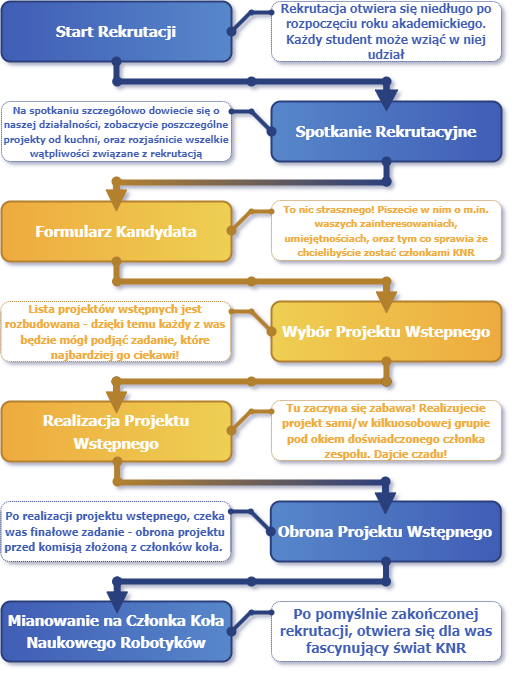 Start Rekrutacji
Rekrutacja otwiera się niedługo po
rozpoczęciu roku akademickiego.
Każdy student może wziąć w niej
udział
Na spotkaniu szczegółowo dowiecie się o
naszej działalności, zobaczycie poszczególne
projekty od kuchni, oraz rozjaśnicie wszelkie
wątpliwości związane z rekrutacją
Spotkanie Rekrutacyjne
Formularz Kandydata
To nic strasznego! Piszecie w nim o m.in.
waszych zainteresowaniach,
umiejętnościach, oraz tym co sprawia że
chcielibyście zostać członkami KNR
Lista projektów wstępnych jest
rozbudowana - dzięki temu każdy z was
będzie mógł podjąć zadanie, które
najbardziej go ciekawi!
Wybór Projektu Wstepnego
Realizacja Projektu
Wstępnego
Tu zaczyna się zabawa! Realizujecie
projekt sami/w kilkuosobowej grupie
pod okiem doświadczonego członka
zespołu. Dajcie czadu!
Po realizacji projektu wstępnego, czeka
was finałowe zadanie - obrona projektu
przed komisją złożoną z członków koła.
Obrona Projektu Wstępnego
Mianowanie na Członka Koła
Naukowego Robotyków
Po pomyślnie zakończonej
rekrutacji, otwiera się dla was
fascynujący świat KNR